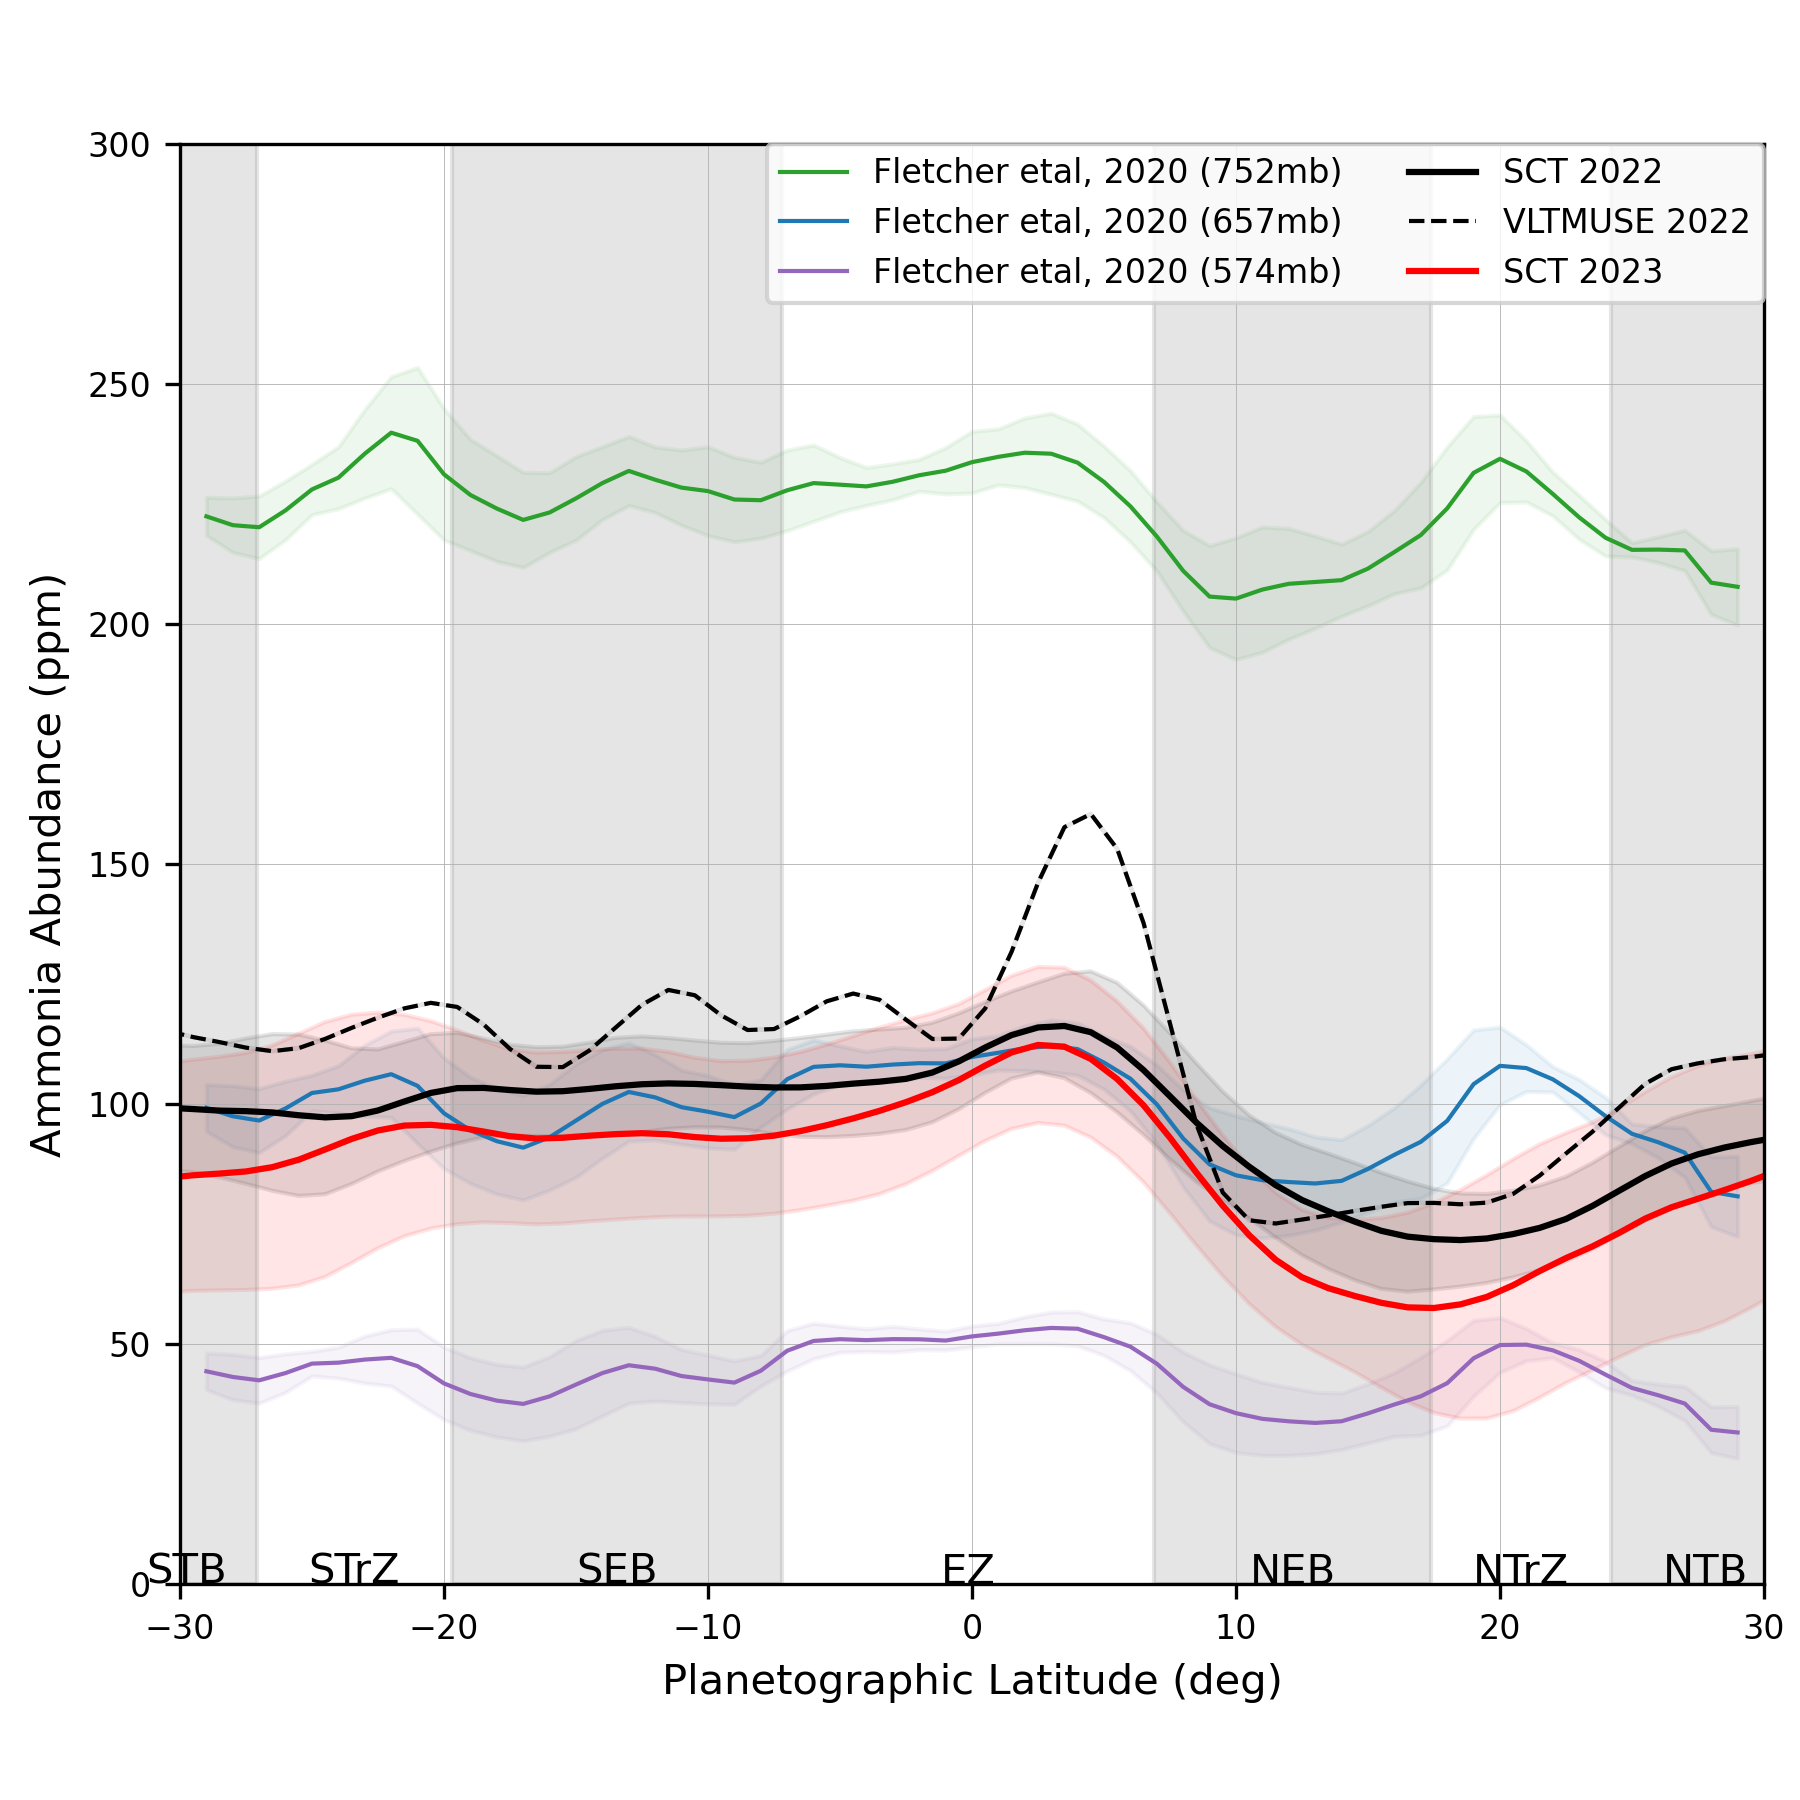 300
250
200
150
100
50
0
Ammonia Abundance (ppm)
Fletcher etal, 2020 (752mb)
Fletcher etal, 2020 (657mb)
Fletcher etal, 2020 (574mb)
SCT 2022
VLTMUSE 2022
SCT 2023
STB STrZ SEB EZ NEB NTrZ NTB
−30 −20 −10 0 10 20 30
Planetographic Latitude (deg)